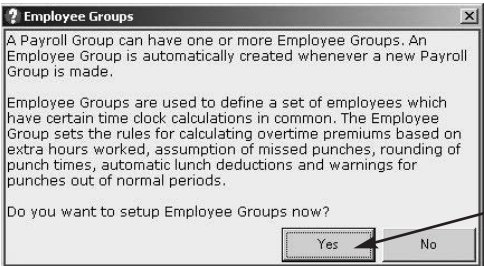 Employee Groups
A Payroll Group can have one or more Employee Groups. An
Employee Group is automatically created whenever a new Payroll
Group is made.
Employee Groups are used to define a set of employees which
have certain time clock calculations in common. The Employee
Group sets the rules for calculating overtime premiums based on
extra hours worked, assumption of missed punches, rounding of
punch times, automatic lunch deductions and warnings for
punches out of normal periods.
Do you want to setup Employee Groups now?
Yes No